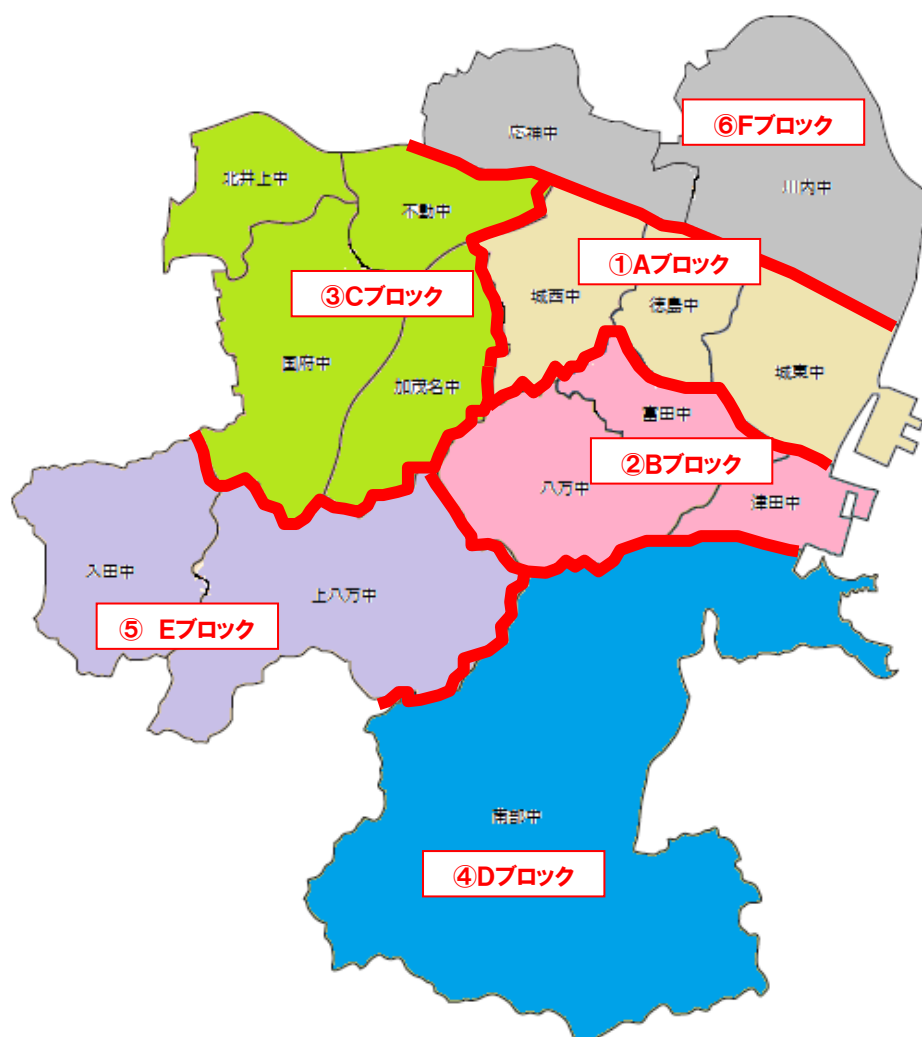 応神中
⑥Fブロック
川内中
北井上中
不動中
①Aブロック
③Cブロック
城西中
徳島中
国府中
加茂名中
城東中
富田中
②Bブロック
八万中
津田中
入田中
上八万中
⑤ Eブロック
南部中
④Dブロック